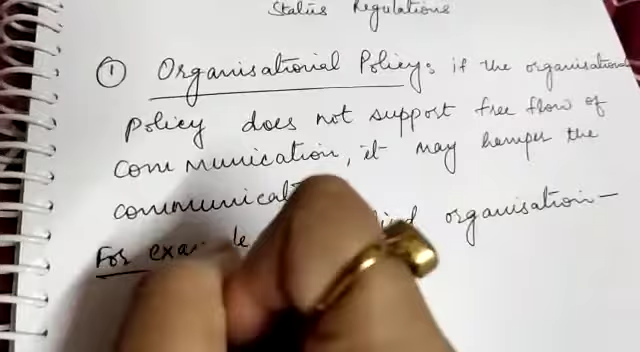 Status Regulations
① Organisational Policy: if the organisational
Policy does not support free flow of
communication, it may hamper the
organisation—
For